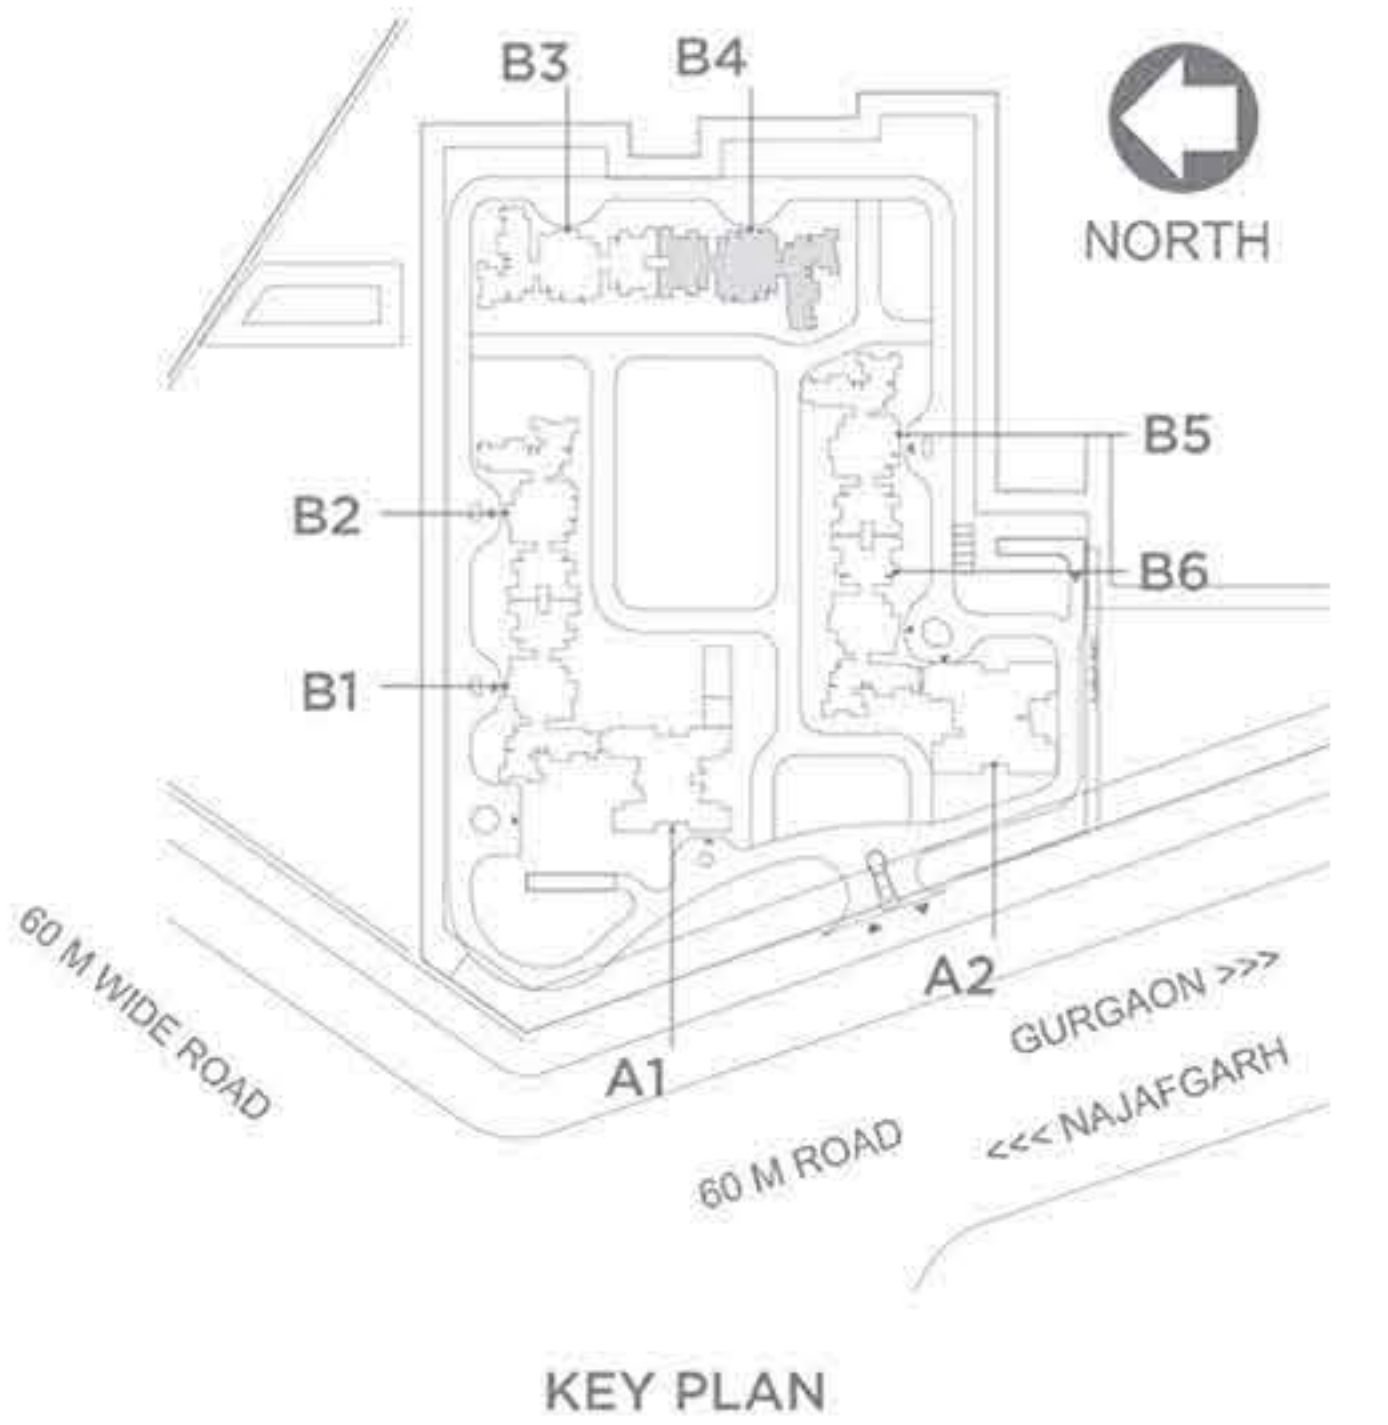 B3
B4
NORTH
B5
B2
B6
B1
A2
60 M WIDE ROAD
GURGAON >>>
A1
<<< NAJAFGARH
60 M ROAD
KEY PLAN